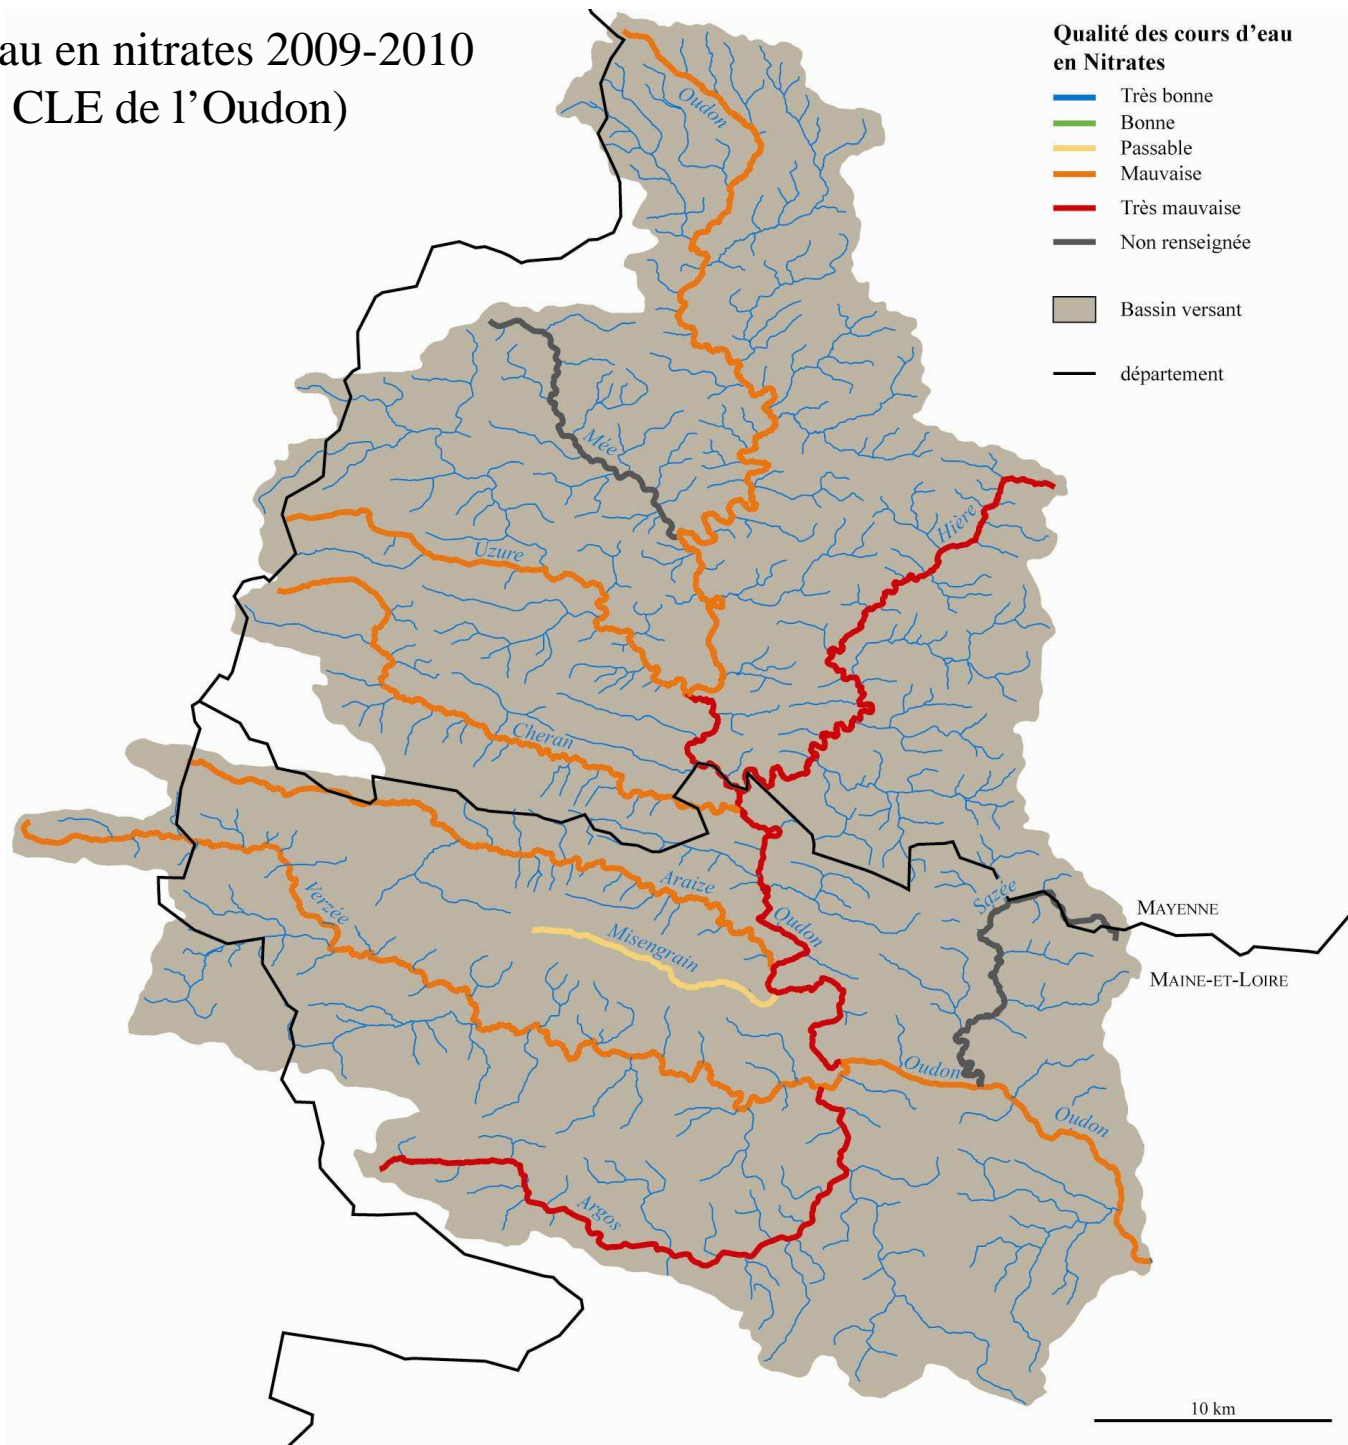 au en nitrates 2009-2010
CLE de l’Oudon)
Qualité des cours d’eau
en Nitrates
Très bonne
Bonne
Passable
Mauvaise
Très mauvaise
Non renseignée
Bassin versant
département
Oudon
Mée
Hière
Uzure
Cheran
Araize
Sazée
Verzée
Oudon
Misengrain
MAYENNE
MAINE-ET-LOIRE
Oudon
Oudon
Argos
10 km